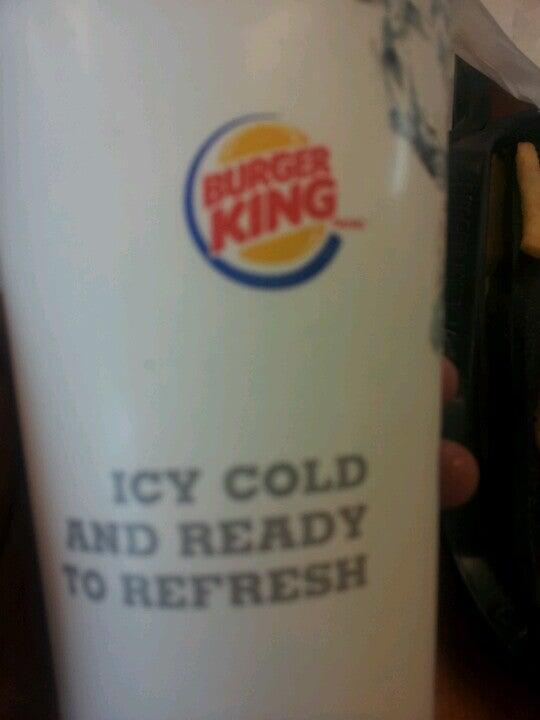 BURGER
KING
ICY COLD
AND READY
TO REFRESH